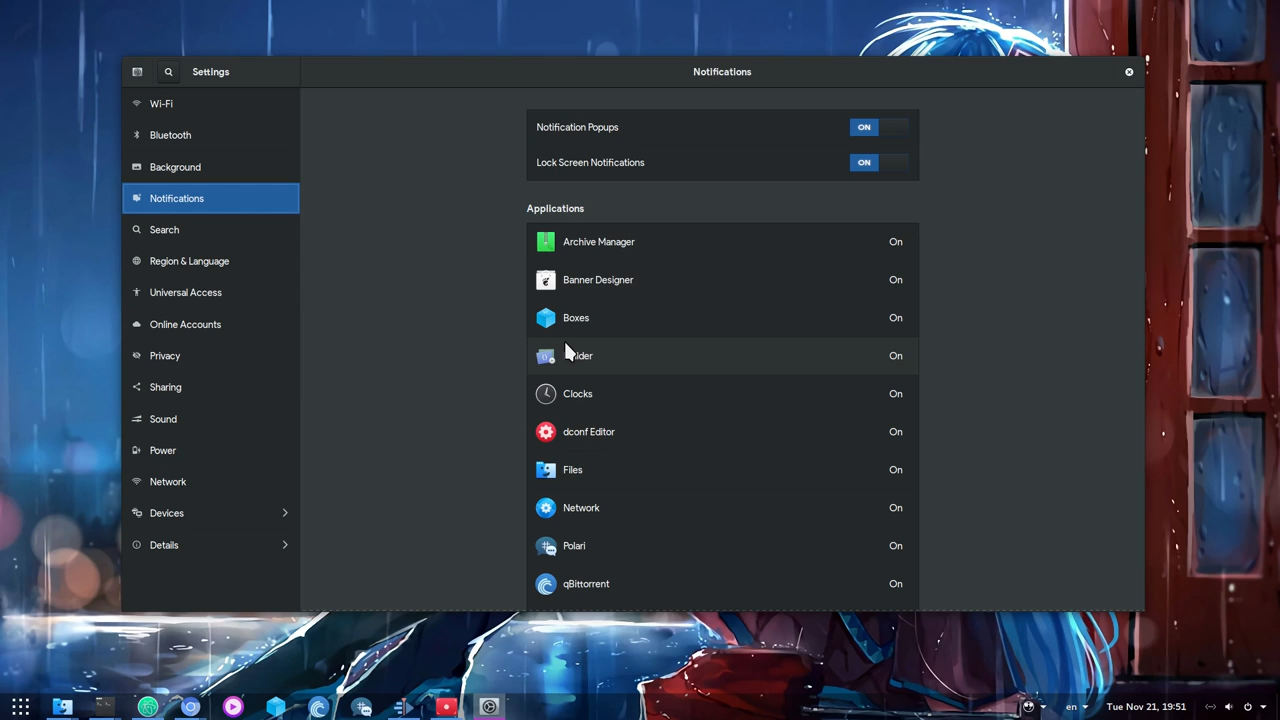 Settings
Notifications
Wi-Fi
Bluetooth
Background
Notifications
Search
Region & Language
Universal Access
Online Accounts
Privacy
Sharing
Sound
Power
Network
Devices
Details
Notification Popups ON
Lock Screen Notifications ON
Applications
Archive Manager On
Banner Designer On
Boxes On
On
Clocks On
dconf Editor On
Files On
Network On
Polari On
qBittorrent On
en
Tue Nov 21, 19:51